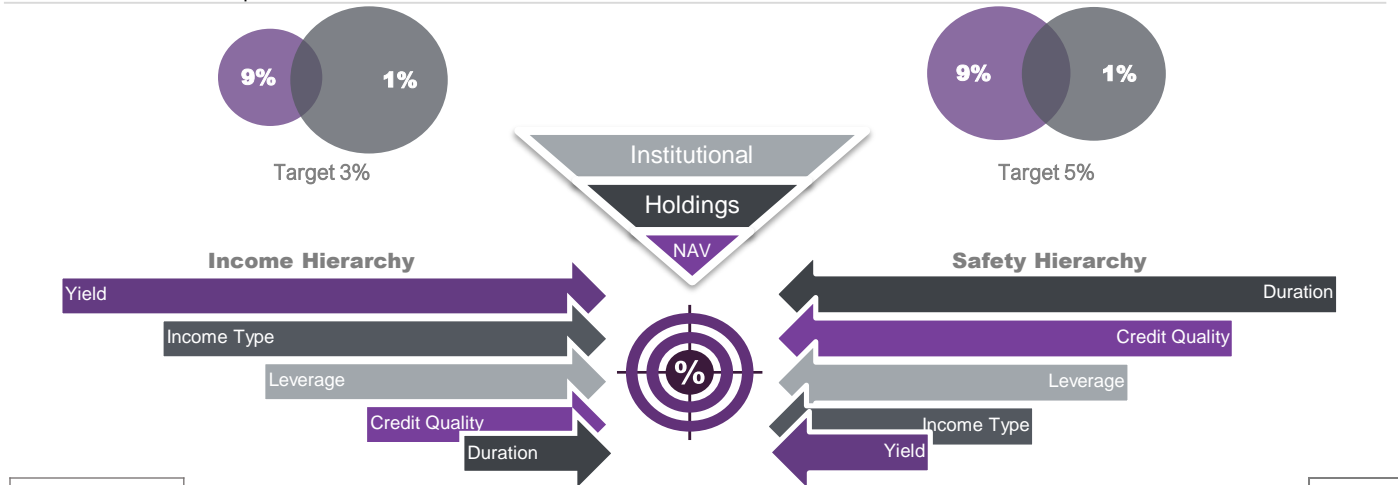 9%
1%
Target 3%
9%
1%
Target 5%
Institutional
Holdings
NAV
Income Hierarchy
Yield
Income Type
Leverage
Credit Quality
Duration
%
Safety Hierarchy
Duration
Credit Quality
Leverage
Income Type
Yield